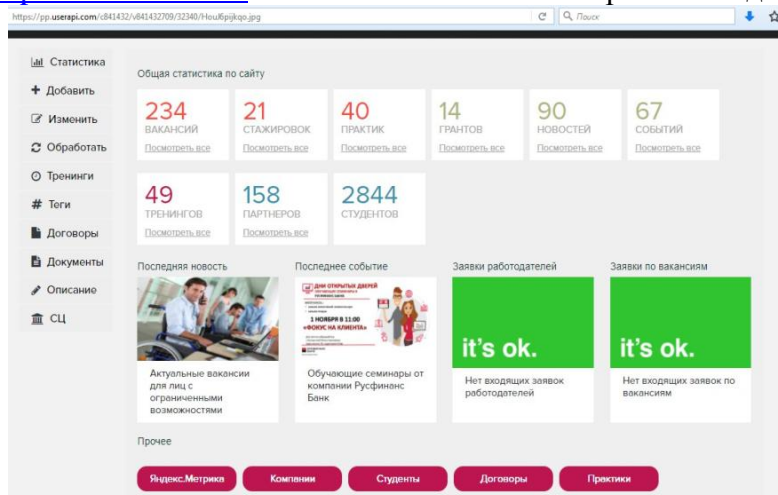 https://pp.userapi.com/c841432/v841432709/32340/HouJ6pijkqo.jpg
Поиск
Статистика
Добавить
Изменить
Обработать
Тренинги
Теги
Договоры
Документы
Описание
СЦ
Общая статистика по сайту
234 21 40 14 90 67
ВАКАНСИЙ СТАЖИРОВОК ПРАКТИК ГРАНТОВ НОВОСТЕЙ СОБЫТИЙ
Посмотреть все Посмотреть все Посмотреть все Посмотреть все Посмотреть все Посмотреть все
49 158 2844
ТРЕНИНГОВ ПАРТНЕРОВ СТУДЕНТОВ
Посмотреть все Посмотреть все
Последняя новость Последнее событие Заявки работодателей Заявки по вакансиям
ДНИ ОТКРЫТЫХ ДВЕРЕЙ
1 НОЯБРЯ В 11:00
«ФОКУС НА КЛИЕНТА»
it's ok. it's ok.
Актуальные вакансии
для лиц с
ограниченными
возможностями
Обучающие семинары от
компании Русфинанс
Банк
Нет входящих заявок
работодателей
Нет входящих заявок по
вакансиям
Прочее
Яндекс.Метрика Компании Студенты Договоры Практики